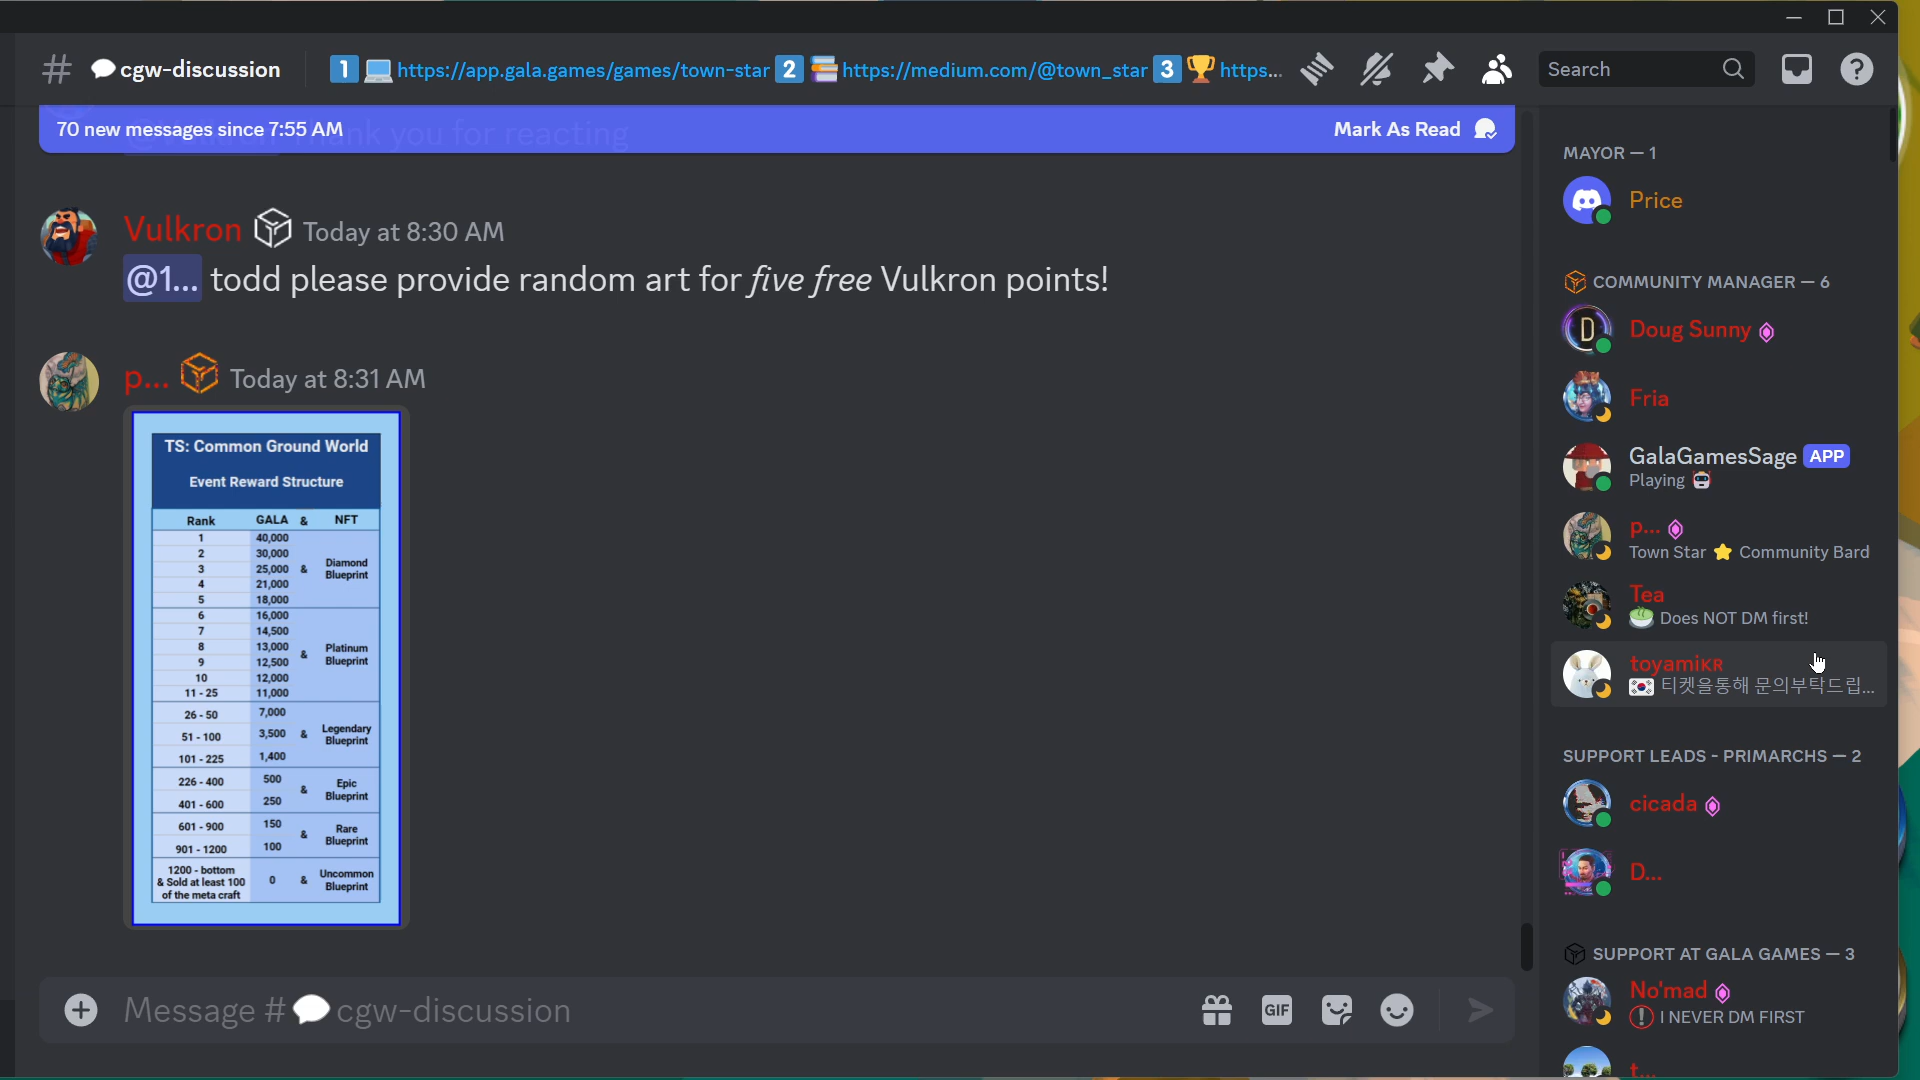 cgw-discussion
1 https://app.gala.games/games/town-star 2 https://medium.com/@town_star 3 https...
Search
70 new messages since 7:55 AM
Mark As Read
Thank you for reacting
Vulkron Today at 8:30 AM
@1... todd please provide random art for five free Vulkron points!
p... Today at 8:31 AM
TS: Common Ground World
Event Reward Structure
Rank GALA & NFT
1 40,000
2 30,000
3 25,000 & Diamond Blueprint
4 21,000
5 18,000
6 16,000
7 14,500
8 13,000 & Platinum Blueprint
9 12,500
10 12,000
11 - 25 11,000
26 - 50 7,000
51 - 100 3,500 & Legendary Blueprint
101 - 225 1,400
226 - 400 500 & Epic Blueprint
401 - 600 250
601 - 900 150 & Rare Blueprint
901 - 1200 100
1200 - bottom
& Sold at least 100 0 & Uncommon Blueprint
of the meta craft
Message # cgw-discussion
GIF
MAYOR — 1
Price
COMMUNITY MANAGER — 6
D
Doug Sunny
Fria
GalaGamesSage APP
Playing
p...
Town Star Community Bard
Tea
Does NOT DM first!
toyamiKR
티켓을통해 문의부탁드립...
SUPPORT LEADS - PRIMARCHS — 2
cicada
D...
SUPPORT AT GALA GAMES — 3
No'mad
I NEVER DM FIRST
t...